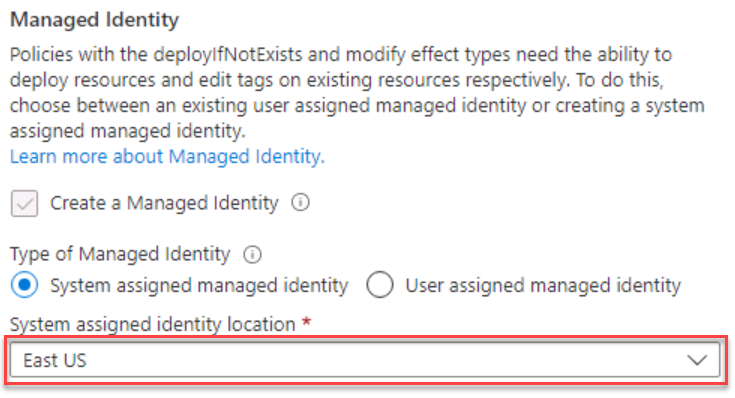 Managed Identity
Policies with the deployIfNotExists and modify effect types need the ability to
deploy resources and edit tags on existing resources respectively. To do this,
choose between an existing user assigned managed identity or creating a system
assigned managed identity.
Learn more about Managed Identity.
Create a Managed Identity
Type of Managed Identity
System assigned managed identity User assigned managed identity
System assigned identity location *
East US